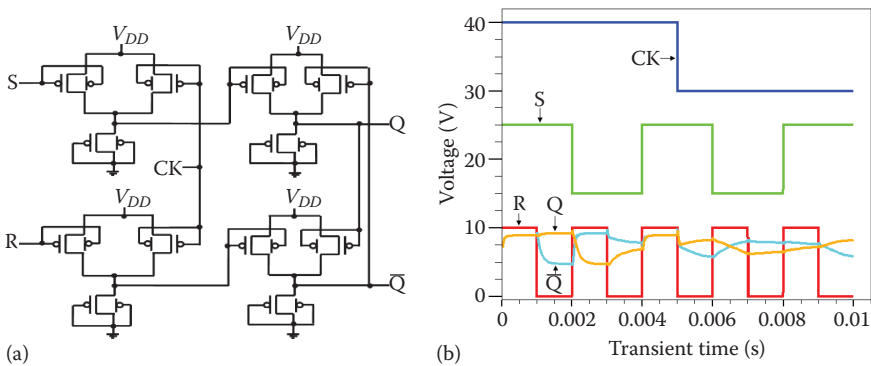 V_DD V_DD
S
Q
CK
V_DD V_DD
R
Q̅
(a)
40
30
20
10
0
Voltage (V)
CK
S
R Q
Q̅
0 0.002 0.004 0.006 0.008 0.01
Transient time (s)
(b)